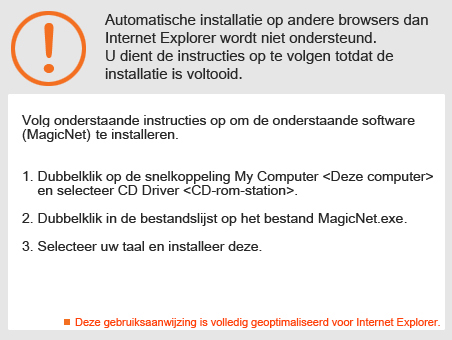 Automatische installatie op andere browsers dan
Internet Explorer wordt niet ondersteund.
U dient de instructies op te volgen totdat de
installatie is voltooid.
Volg onderstaande instructies op om de onderstaande software
(MagicNet) te installeren.
1. Dubbelklik op de snelkoppeling My Computer <Deze computer>
en selecteer CD Driver <CD-rom-station>.
2. Dubbelklik in de bestandslijst op het bestand MagicNet.exe.
3. Selecteer uw taal en installeer deze.
Deze gebruiksaanwijzing is volledig geoptimaliseerd voor Internet Explorer.